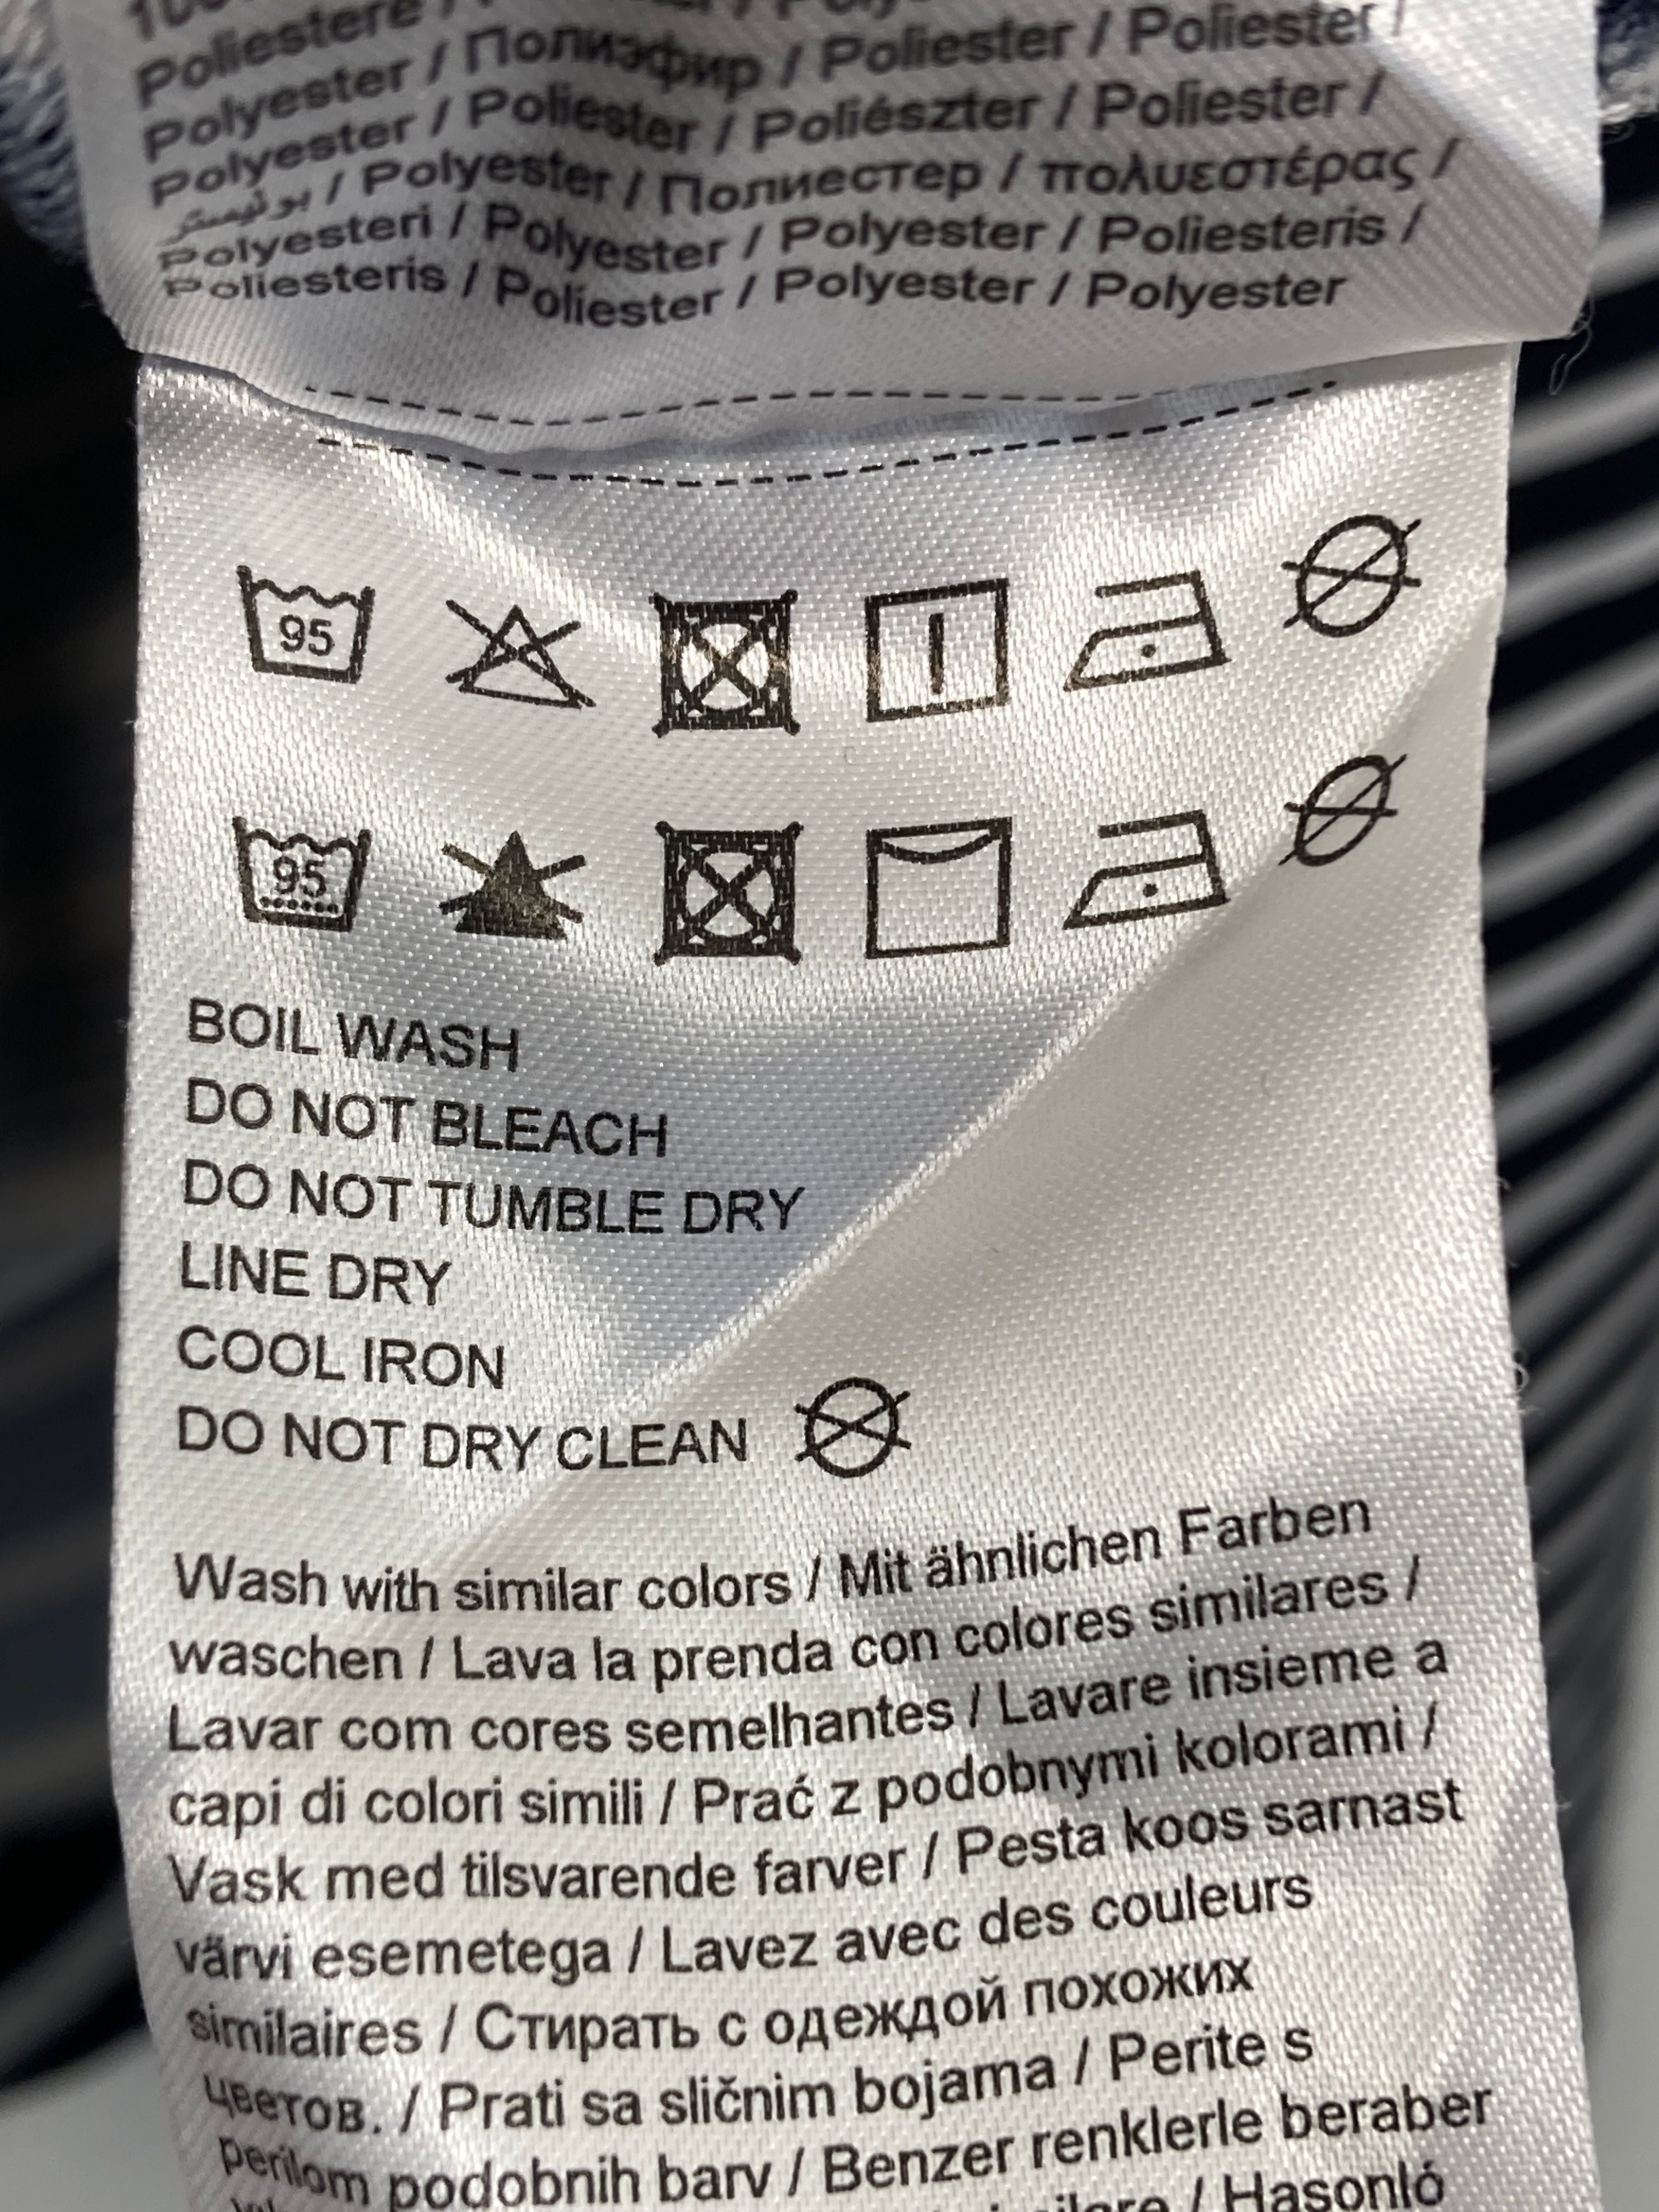 Poliestere /
Polyester / Полиэфир / Poliester / Poliester /
Polyester / Poliester / Poliészter / Poliester /
بوليستر / Polyester / Полиестер / πολυεστέρας /
Polyesteri / Polyester / Polyester / Poliesteris /
Poliesteris / Poliester / Polyester / Polyester
95
95
BOIL WASH
DO NOT BLEACH
DO NOT TUMBLE DRY
LINE DRY
COOL IRON
DO NOT DRY CLEAN
Wash with similar colors / Mit ähnlichen Farben
waschen / Lava la prenda con colores similares /
Lavar com cores semelhantes / Lavare insieme a
capi di colori simili / Prać z podobnymi kolorami /
Vask med tilsvarende farver / Pesta koos sarnast
värvi esemetega / Lavez avec des couleurs
similaires / Стирать с одеждой похожих
цветов. / Prati sa sličnim bojama / Perite s
perilom podobnih barv / Benzer renklerle beraber
/ Hasonló